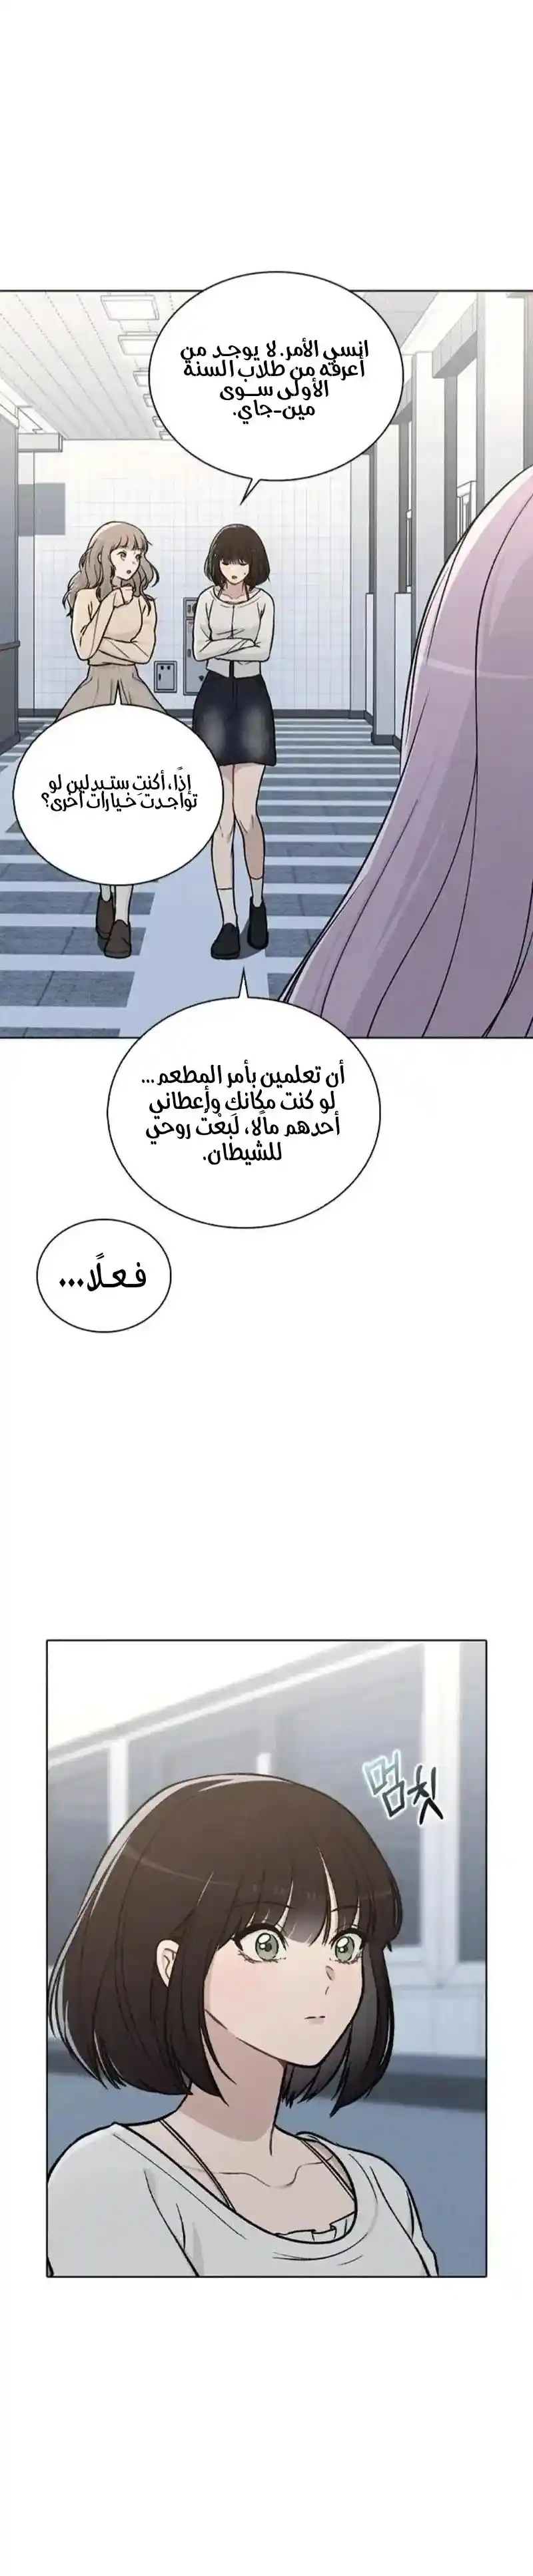 انسي الأمر. لا يوجد من
أعرفه من طلاب السنة
الأولى سوى
مين-جاي.
إذًا، أكنتِ ستبدلين لو
تواجدت خيارات أخرى؟
أن تعلمين بأمر المطعم...
لو كنت مكانكِ وأعطاني
أحدهم مالًا، لَبعْتُ روحي
للشيطان.
فعلًا...
멈칫